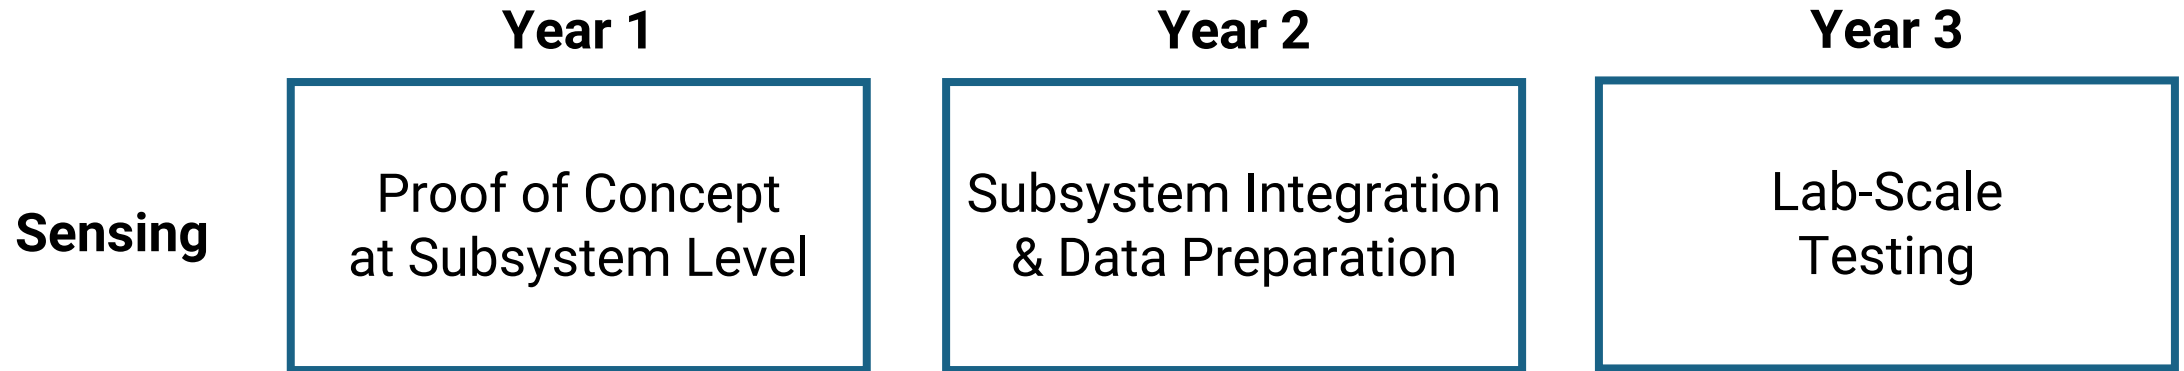 Year 1
Year 2
Year 3
Sensing
Proof of Concept
at Subsystem Level
Subsystem Integration
& Data Preparation
Lab-Scale
Testing